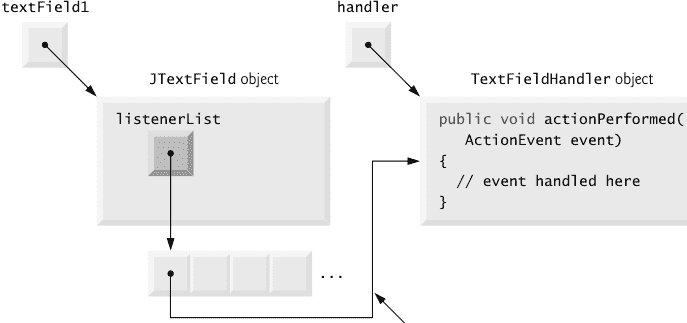 textField1
handler
JTextField object
TextFieldHandler object
listenerList
public void actionPerformed(
ActionEvent event)
{
// event handled here
}
...